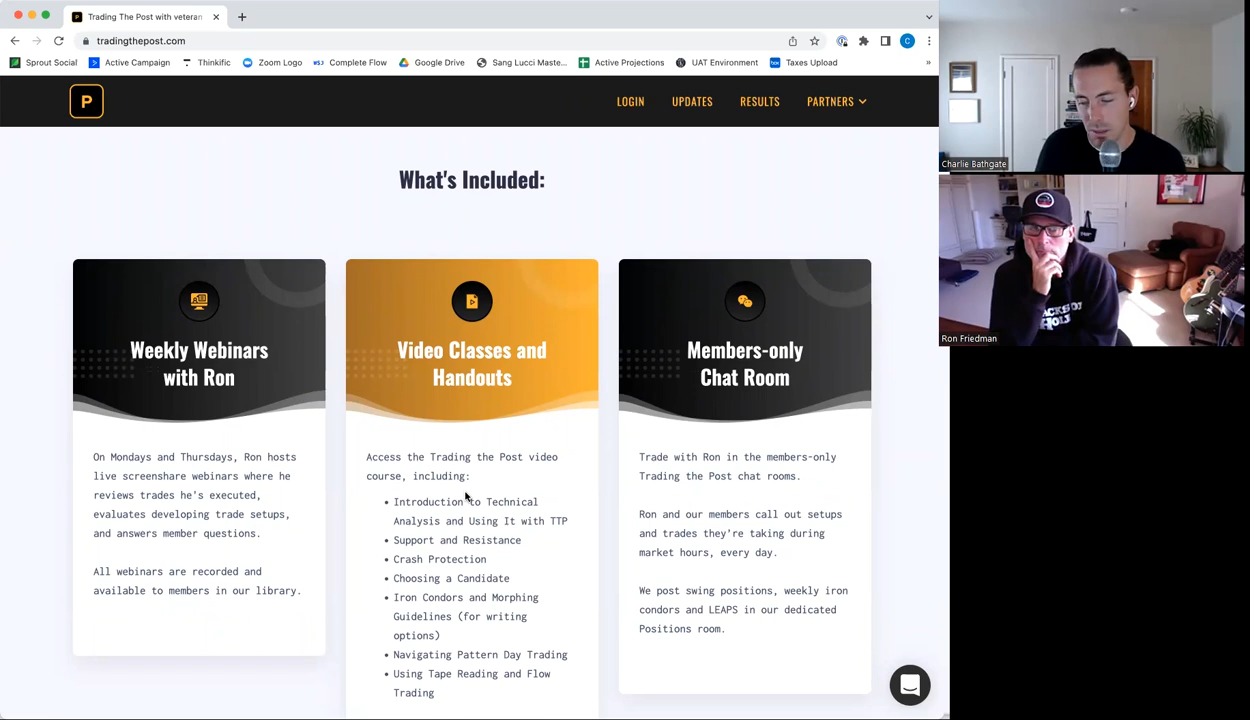 Trading The Post with veteran
tradingthepost.com
Sprout Social
Active Campaign
Thinkific
Zoom Logo
Complete Flow
Google Drive
Sang Lucci Maste...
Active Projections
UAT Environment
Taxes Upload
»
P
LOGIN
UPDATES
RESULTS
PARTNERS
What's Included:
Weekly Webinars
with Ron
On Mondays and Thursdays, Ron hosts
live screenshare webinars where he
reviews trades he's executed,
evaluates developing trade setups,
and answers member questions.
All webinars are recorded and
available to members in our library.
Video Classes and
Handouts
Access the Trading the Post video
course, including:
• Introduction to Technical
Analysis and Using It with TTP
• Support and Resistance
• Crash Protection
• Choosing a Candidate
• Iron Condors and Morphing
Guidelines (for writing
options)
• Navigating Pattern Day Trading
• Using Tape Reading and Flow
Trading
Members-only
Chat Room
Trade with Ron in the members-only
Trading the Post chat rooms.
Ron and our members call out setups
and trades they're taking during
market hours, every day.
We post swing positions, weekly iron
condors and LEAPS in our dedicated
Positions room.
Charlie Bathgate
Ron Friedman